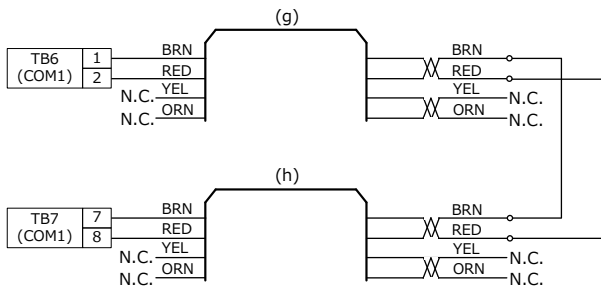 (g)
TB6
(COM1)
1
2
BRN
RED
YEL
ORN
N.C.
N.C.
BRN
RED
YEL
ORN
N.C.
N.C.
(h)
TB7
(COM1)
7
8
BRN
RED
YEL
ORN
N.C.
N.C.
BRN
RED
YEL
ORN
N.C.
N.C.